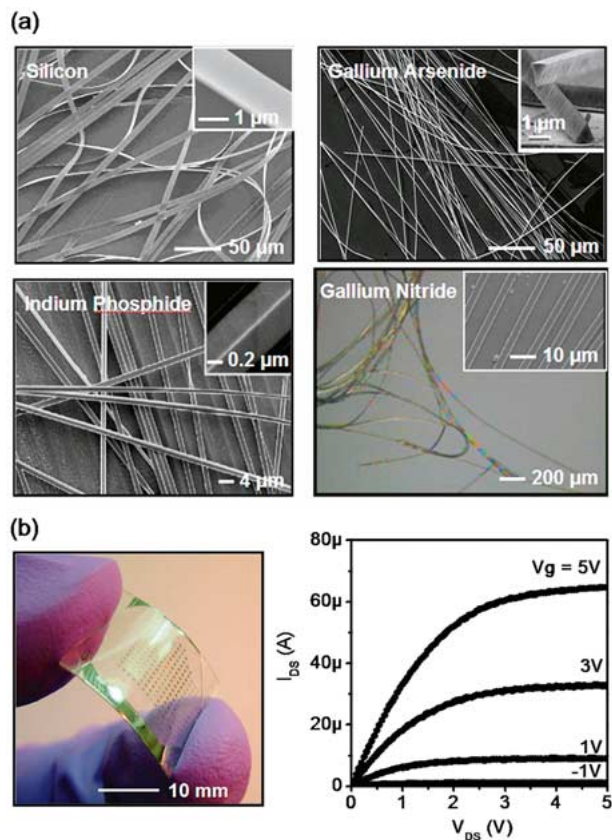 (a)
Silicon
1 µm
50 µm
Gallium Arsenide
1 µm
50 µm
Indium Phosphide
0.2 µm
4 µm
Gallium Nitride
10 µm
200 µm
(b)
10 mm
80µ
60µ
40µ
20µ
0
I_DS (A)
Vg = 5V
3V
1V
-1V
0 1 2 3 4 5
V_DS (V)